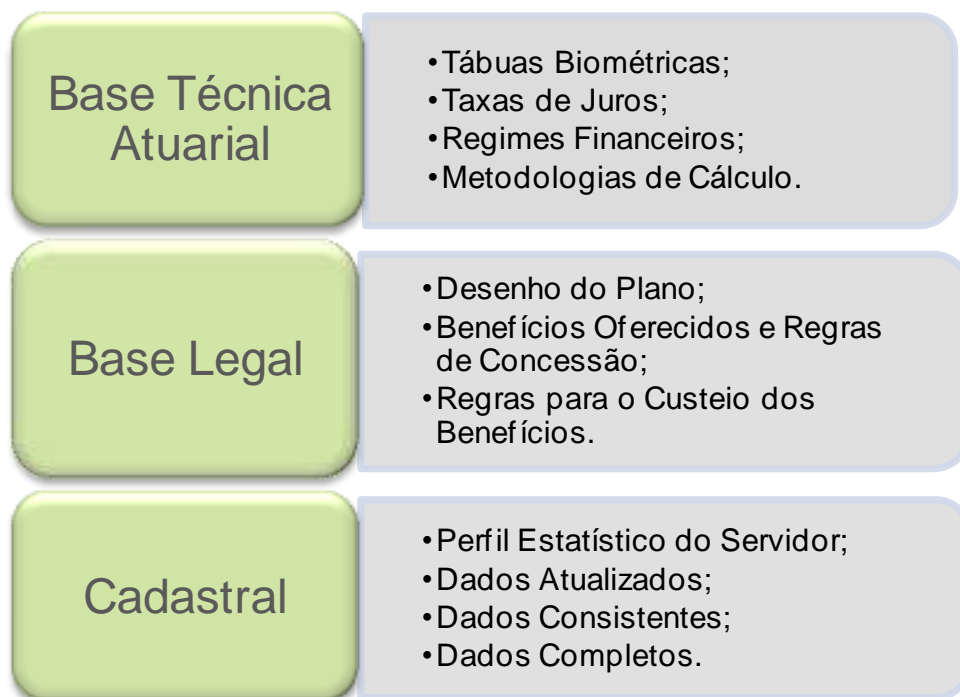 Base Técnica
Atuarial
•Tábuas Biométricas;
•Taxas de Juros;
•Regimes Financeiros;
•Metodologias de Cálculo.
Base Legal
•Desenho do Plano;
•Benefícios Oferecidos e Regras
de Concessão;
•Regras para o Custeio dos
Benefícios.
Cadastral
•Perfil Estatístico do Servidor;
•Dados Atualizados;
•Dados Consistentes;
•Dados Completos.